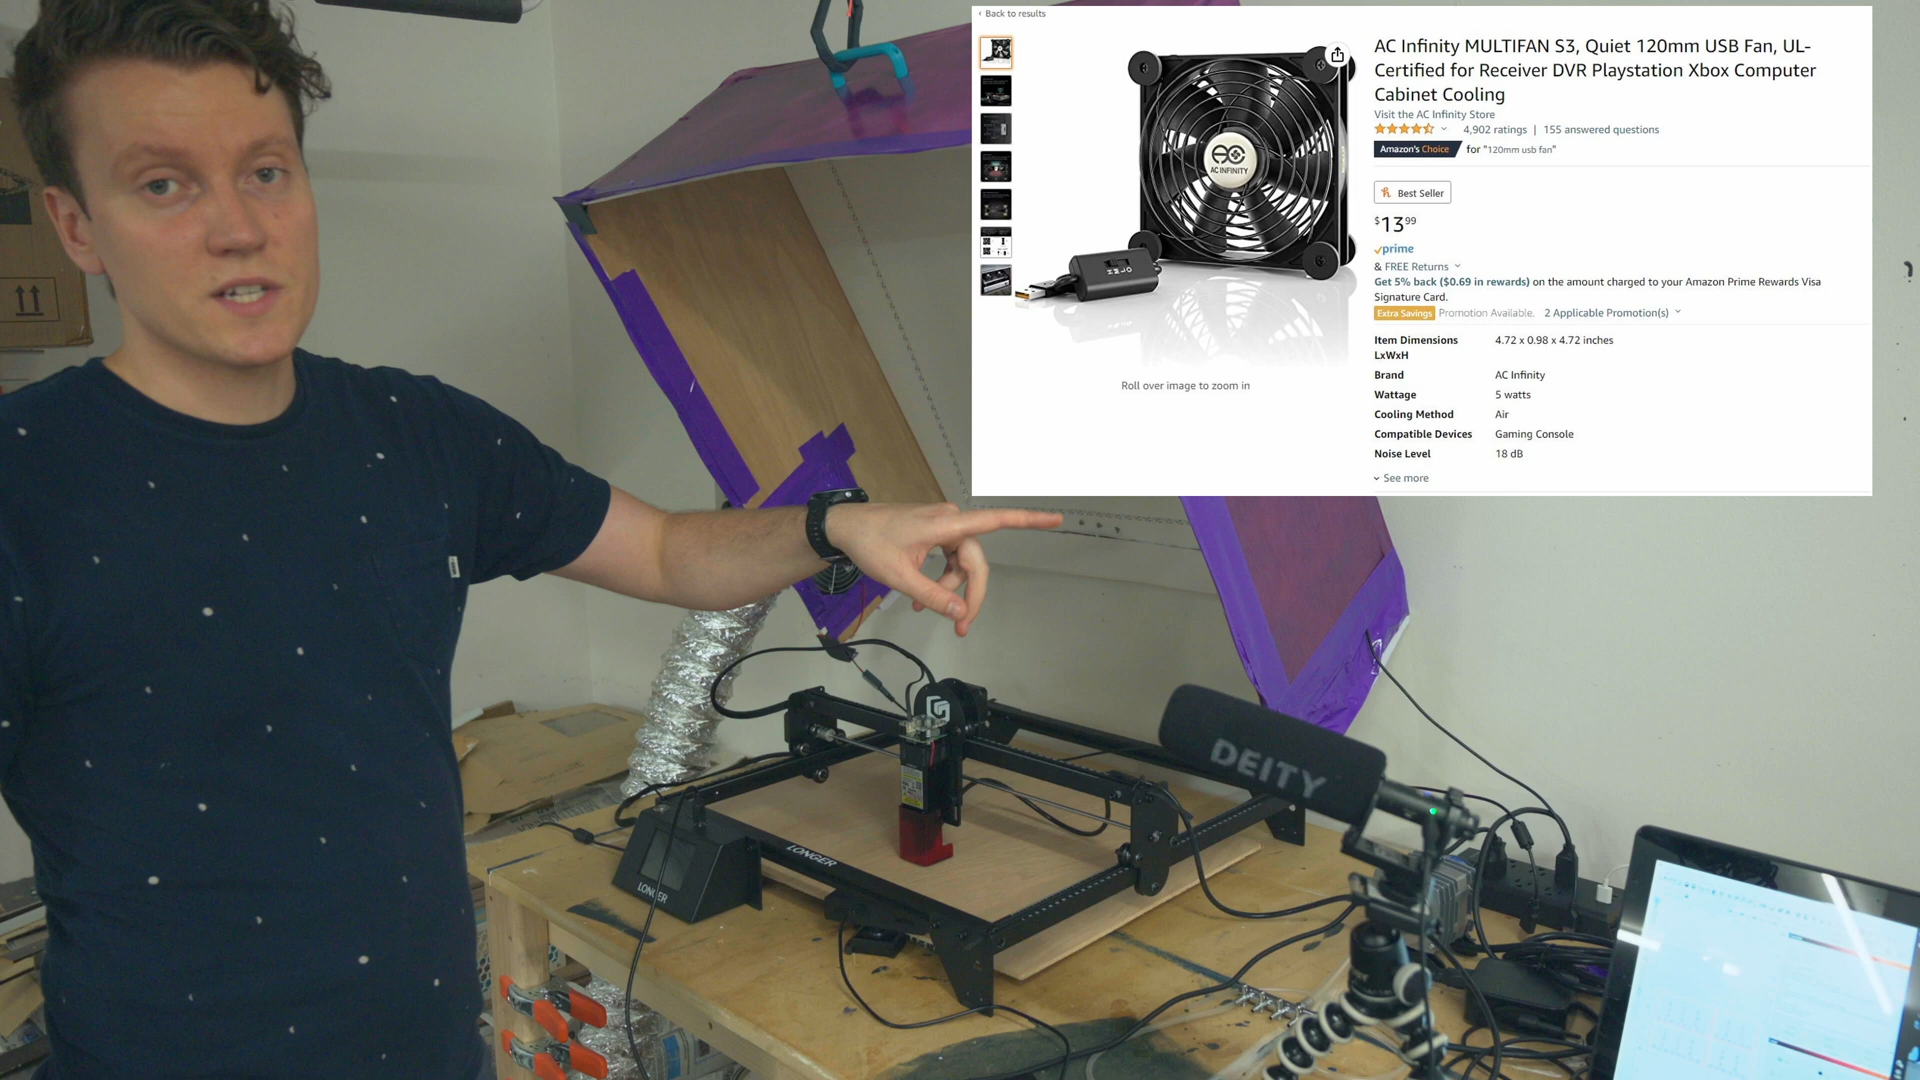 ‹ Back to results
AC Infinity MULTIFAN S3, Quiet 120mm USB Fan, UL-
Certified for Receiver DVR Playstation Xbox Computer
Cabinet Cooling
Visit the AC Infinity Store
4,902 ratings | 155 answered questions
Amazon's Choice for "120mm usb fan"
Best Seller
$13 99
prime
& FREE Returns
Get 5% back ($0.69 in rewards) on the amount charged to your Amazon Prime Rewards Visa
Signature Card.
Extra Savings Promotion Available. 2 Applicable Promotion(s)
Item Dimensions 4.72 x 0.98 x 4.72 inches
LxWxH
Brand AC Infinity
Wattage 5 watts
Cooling Method Air
Compatible Devices Gaming Console
Noise Level 18 dB
See more
AC INFINITY
Roll over image to zoom in
DEITY
LONGER
LONGER